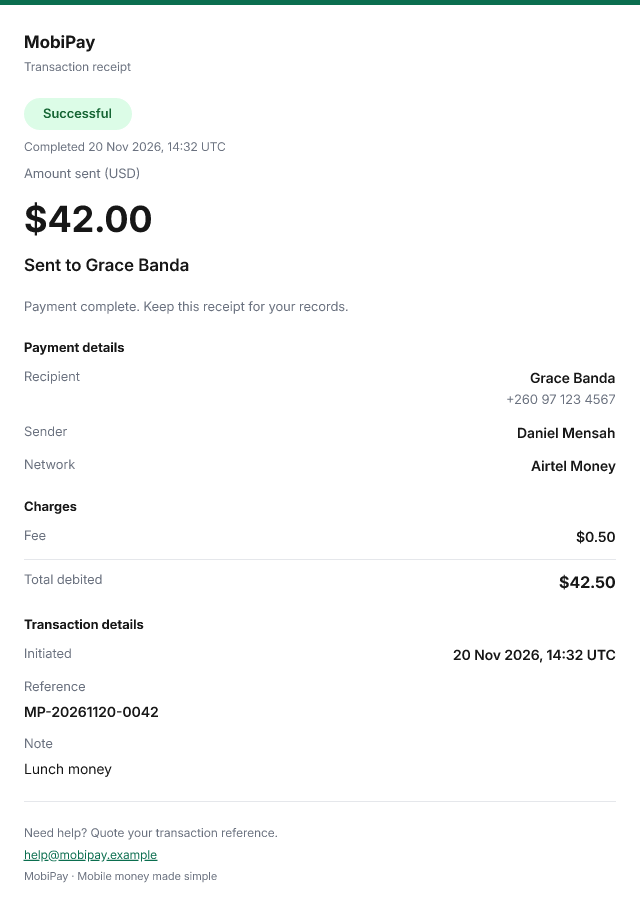 MobiPay
Transaction receipt
Successful
Completed 20 Nov 2026, 14:32 UTC
Amount sent (USD)
$42.00
Sent to Grace Banda
Payment complete. Keep this receipt for your records.
Payment details
Recipient Grace Banda
+260 97 123 4567
Sender Daniel Mensah
Network Airtel Money
Charges
Fee $0.50
Total debited $42.50
Transaction details
Initiated 20 Nov 2026, 14:32 UTC
Reference
MP-20261120-0042
Note
Lunch money
Need help? Quote your transaction reference.
help@mobipay.example
MobiPay · Mobile money made simple